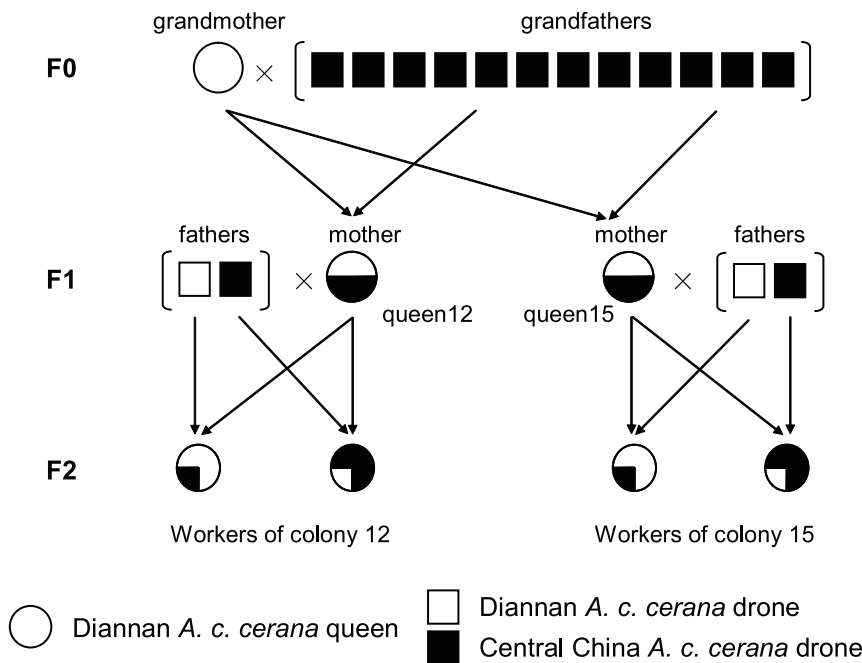 grandmother
grandfathers
F0
×
fathers
mother
mother
fathers
F1
×
×
queen12
queen15
F2
Workers of colony 12
Workers of colony 15
Diannan A. c. cerana queen
Diannan A. c. cerana drone
Central China A. c. cerana drone